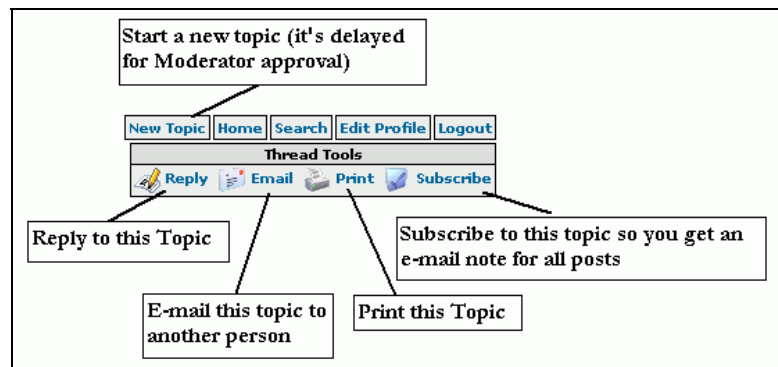 Start a new topic (it's delayed
for Moderator approval)
New Topic Home Search Edit Profile Logout
Thread Tools
Reply Email Print Subscribe
Reply to this Topic
Subscribe to this topic so you get an
e-mail note for all posts
E-mail this topic to
another person
Print this Topic